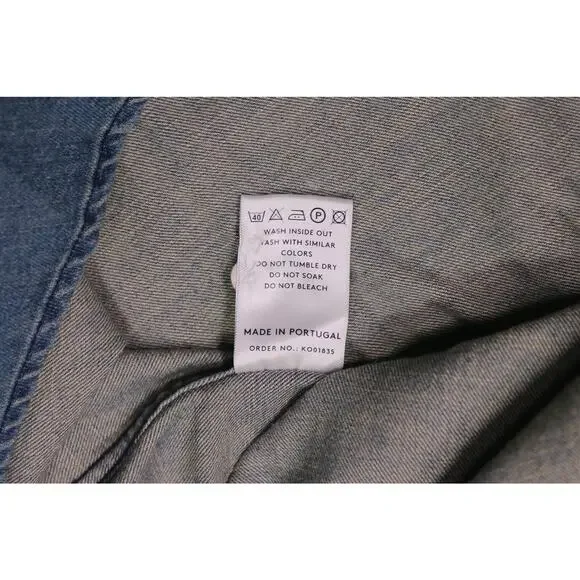 40 P
WASH INSIDE OUT
WASH WITH SIMILAR
COLORS
DO NOT TUMBLE DRY
DO NOT SOAK
DO NOT BLEACH
MADE IN PORTUGAL
ORDER NO.: KO01835